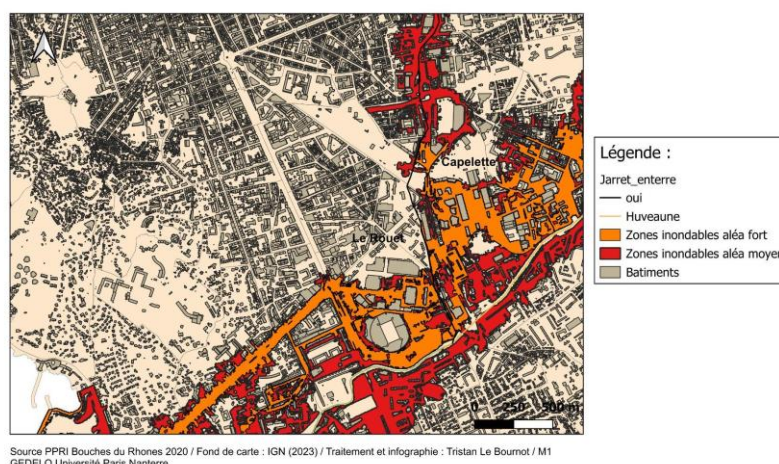 Capelette
Le Rouet
0 250 500 m
Légende :
Jarret_enterre
oui
Huveaune
Zones inondables aléa fort
Zones inondables aléa moyen
Batiments
Source PPRI Bouches du Rhones 2020 / Fond de carte : IGN (2023) / Traitement et infographie : Tristan Le Bournot / M1
GEDELO Université Paris Nanterre